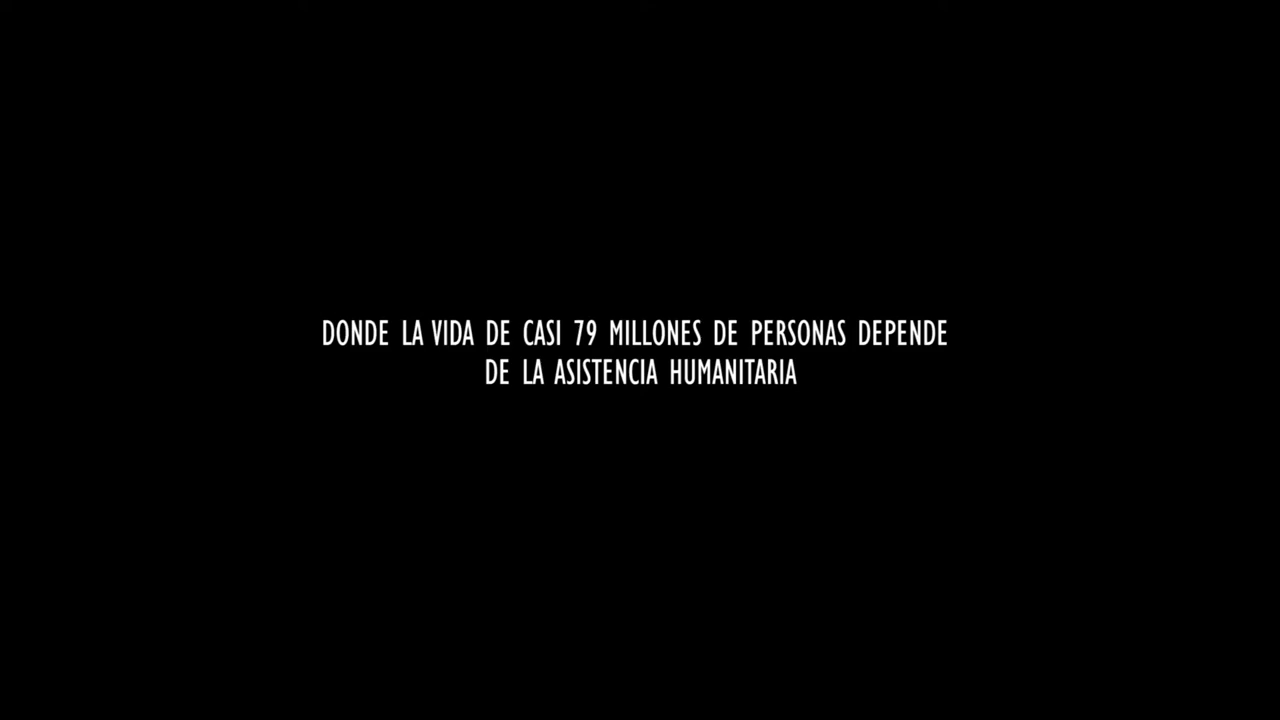 DONDE LA VIDA DE CASI 79 MILLONES DE PERSONAS DEPENDE
DE LA ASISTENCIA HUMANITARIA